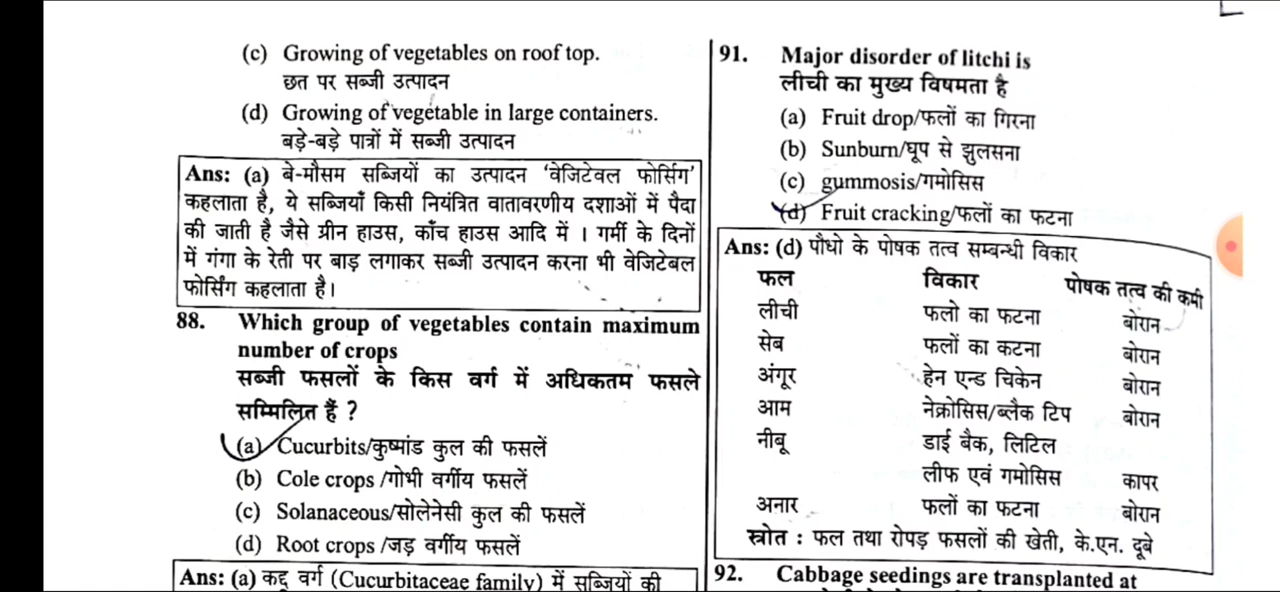 (c) Growing of vegetables on roof top.
छत पर सब्जी उत्पादन
(d) Growing of vegetable in large containers.
बड़े-बड़े पात्रों में सब्जी उत्पादन
Ans: (a) बे-मौसम सब्जियों का उत्पादन 'वेजिटेवल फोर्सिंग'
कहलाता है, ये सब्जियाँ किसी नियंत्रित वातावरणीय दशाओं में पैदा
की जाती है जैसे ग्रीन हाउस, काँच हाउस आदि में । गर्मी के दिनों
में गंगा के रेती पर बाड़ लगाकर सब्जी उत्पादन करना भी वेजिटेबल
फोर्सिंग कहलाता है।
88. Which group of vegetables contain maximum
number of crops
सब्जी फसलों के किस वर्ग में अधिकतम फसले
सम्मिलित हैं ?
(a) Cucurbits/कुष्मांड कुल की फसलें
(b) Cole crops /गोभी वर्गीय फसलें
(c) Solanaceous/सोलेनेसी कुल की फसलें
(d) Root crops /जड़ वर्गीय फसलें
Ans: (a) कद्दू वर्ग (Cucurbitaceae family) में सब्जियों की
91. Major disorder of litchi is
लीची का मुख्य विषमता है
(a) Fruit drop/फलों का गिरना
(b) Sunburn/घूप से झुलसना
(c) gummosis/गमोसिस
(d) Fruit cracking/फलों का फटना
Ans: (d) पौधो के पोषक तत्व सम्बन्धी विकार
फल विकार पोषक तत्व की कमी
लीची फलो का फटना बोरान
सेब फलों का कटना बोरान
अंगूर हेन एन्ड चिकेन बोरान
आम नेक्रोसिस/ब्लैक टिप बोरान
नीबू डाई बैक, लिटिल
लीफ एवं गमोसिस कापर
अनार फलों का फटना बोरान
स्त्रोत : फल तथा रोपड़ फसलों की खेती, के.एन. दूबे
92. Cabbage seedings are transplanted at